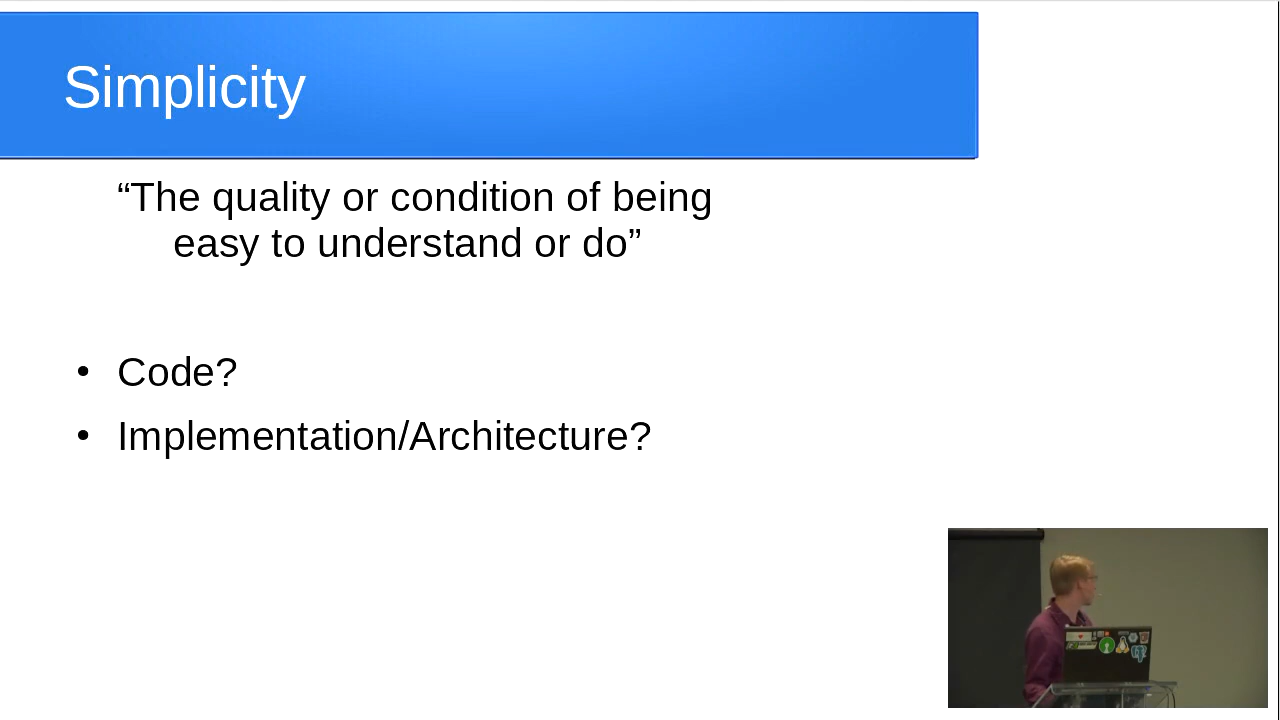 Simplicity
“The quality or condition of being
easy to understand or do”
• Code?
• Implementation/Architecture?